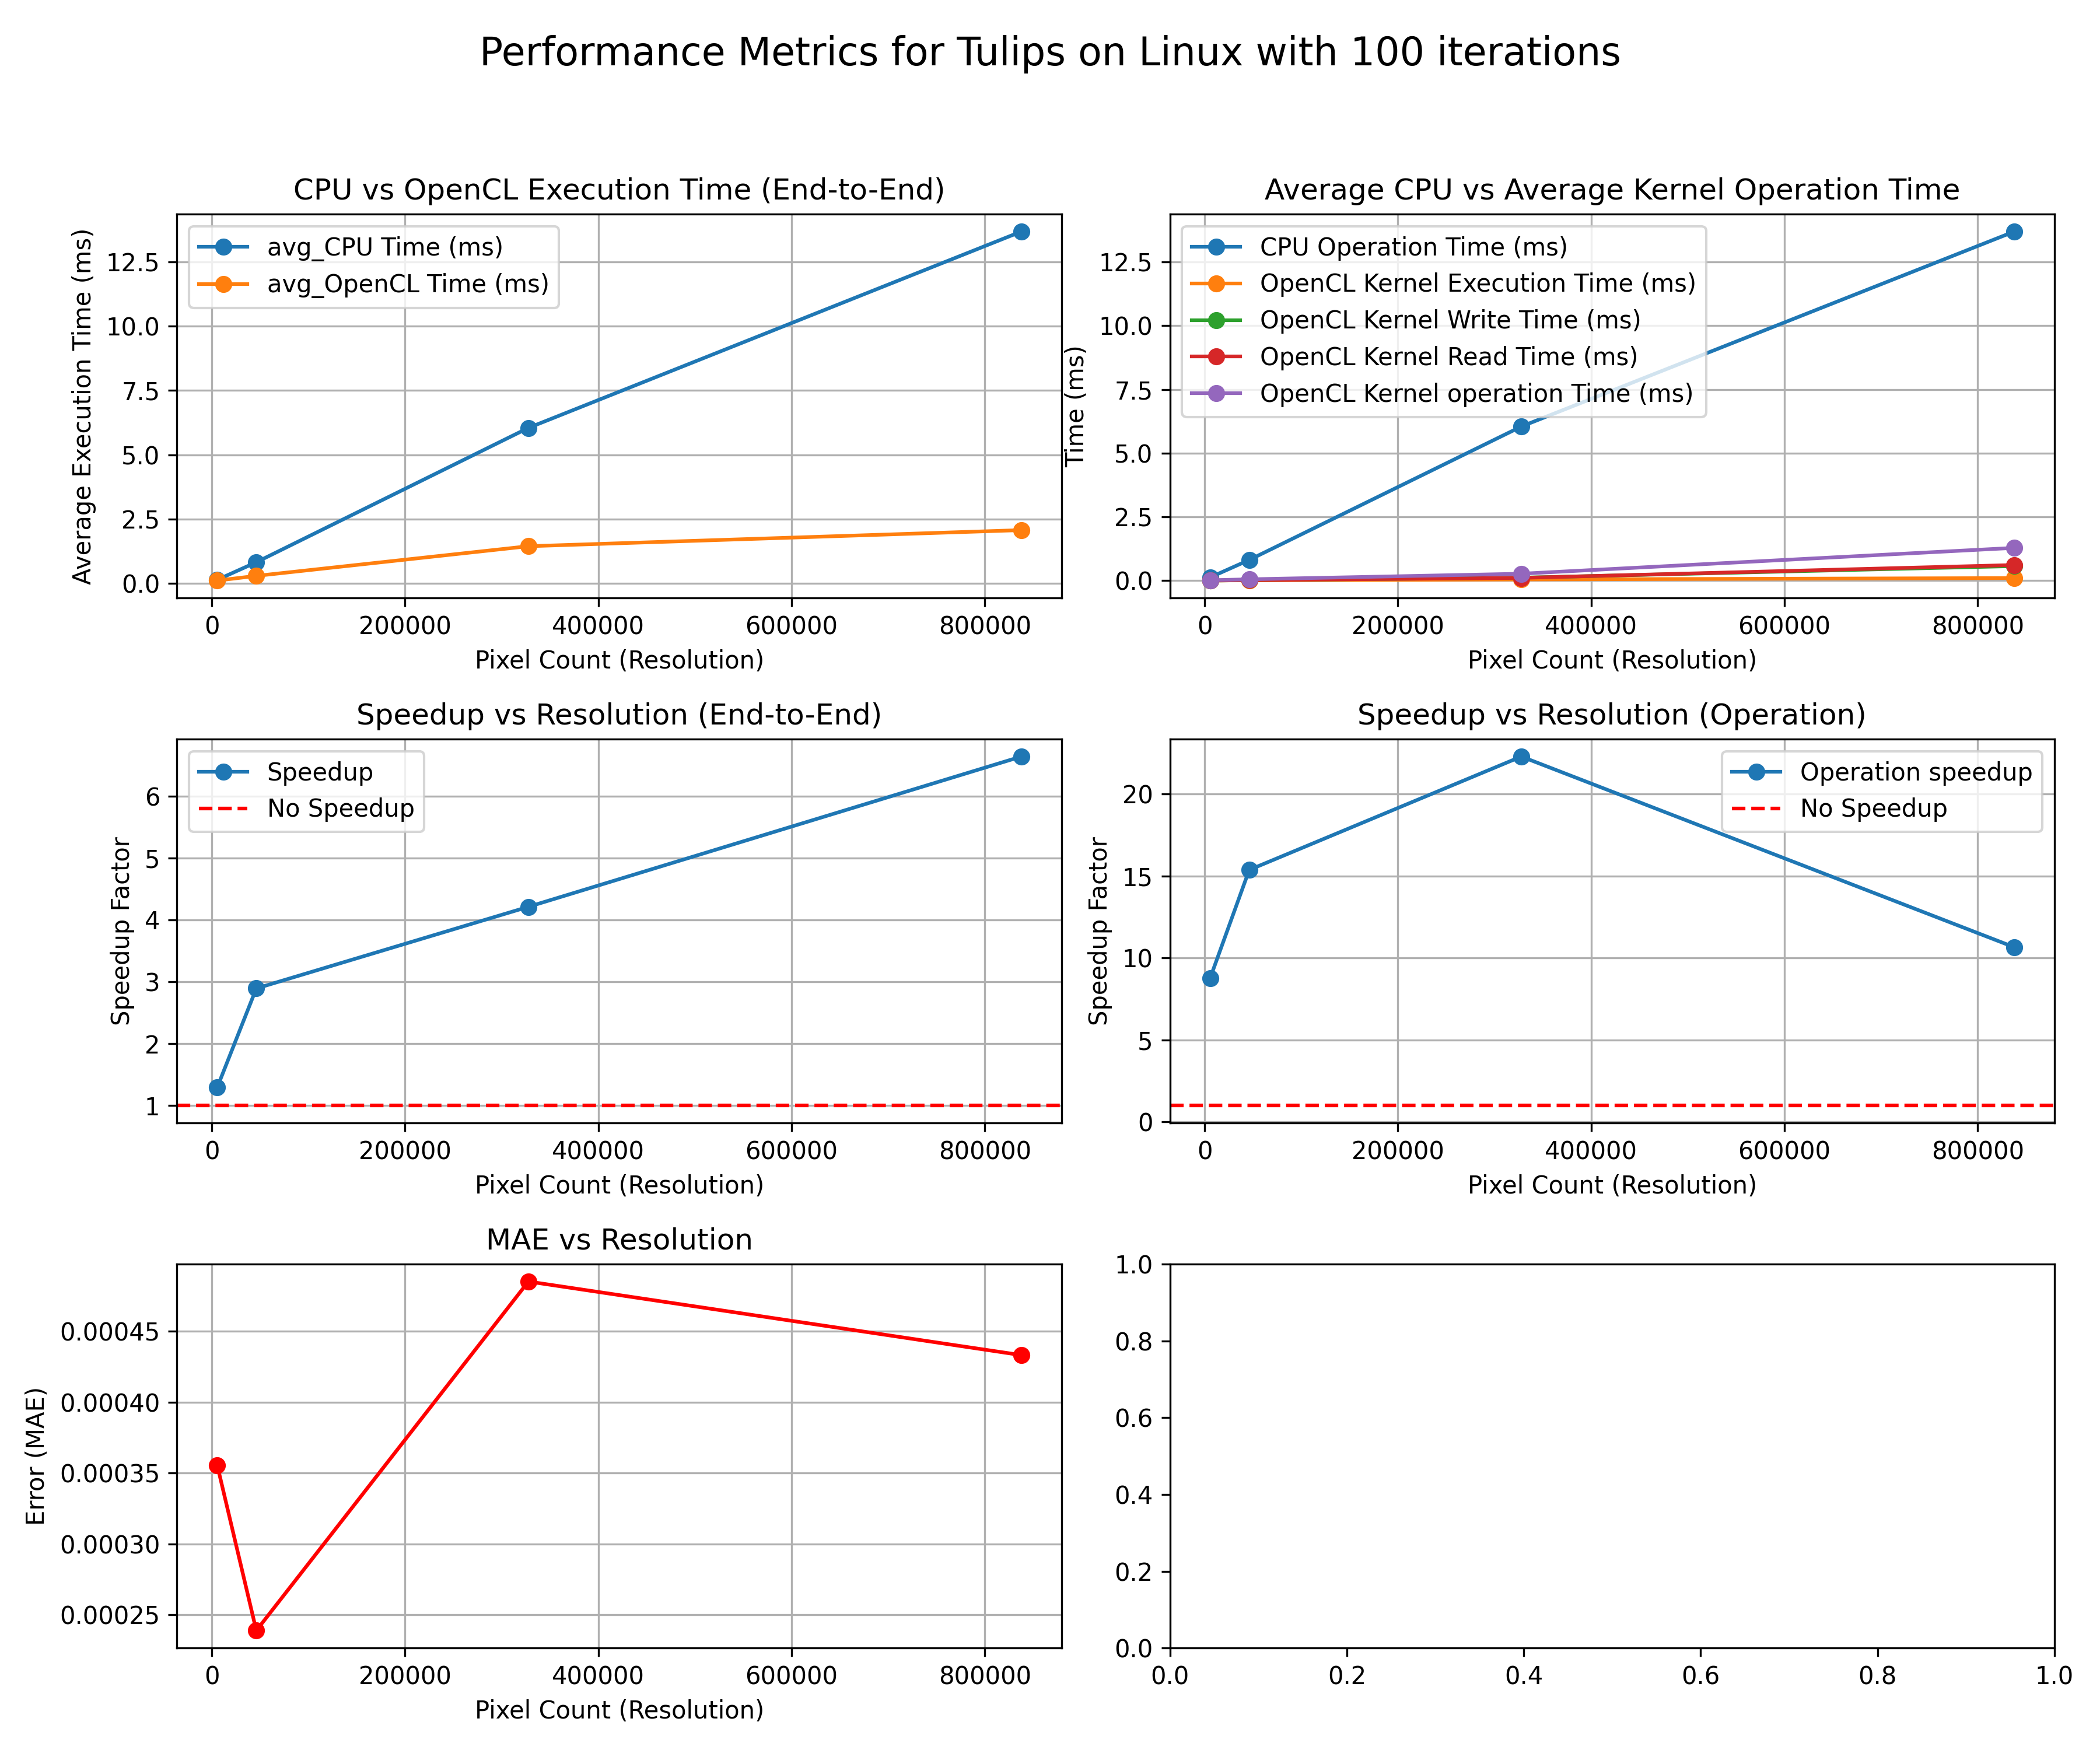 Performance Metrics for Tulips on Linux with 100 iterations
CPU vs OpenCL Execution Time (End-to-End)
avg_CPU Time (ms)
avg_OpenCL Time (ms)
Average Execution Time (ms)
12.5
10.0
7.5
5.0
2.5
0.0
0 200000 400000 600000 800000
Pixel Count (Resolution)
Average CPU vs Average Kernel Operation Time
CPU Operation Time (ms)
OpenCL Kernel Execution Time (ms)
OpenCL Kernel Write Time (ms)
OpenCL Kernel Read Time (ms)
OpenCL Kernel operation Time (ms)
Time (ms)
12.5
10.0
7.5
5.0
2.5
0.0
0 200000 400000 600000 800000
Pixel Count (Resolution)
Speedup vs Resolution (End-to-End)
Speedup
No Speedup
Speedup Factor
6
5
4
3
2
1
0 200000 400000 600000 800000
Pixel Count (Resolution)
Speedup vs Resolution (Operation)
Operation speedup
No Speedup
Speedup Factor
20
15
10
5
0
0 200000 400000 600000 800000
Pixel Count (Resolution)
MAE vs Resolution
Error (MAE)
0.00045
0.00040
0.00035
0.00030
0.00025
0 200000 400000 600000 800000
Pixel Count (Resolution)
1.0
0.8
0.6
0.4
0.2
0.0
0.0 0.2 0.4 0.6 0.8 1.0